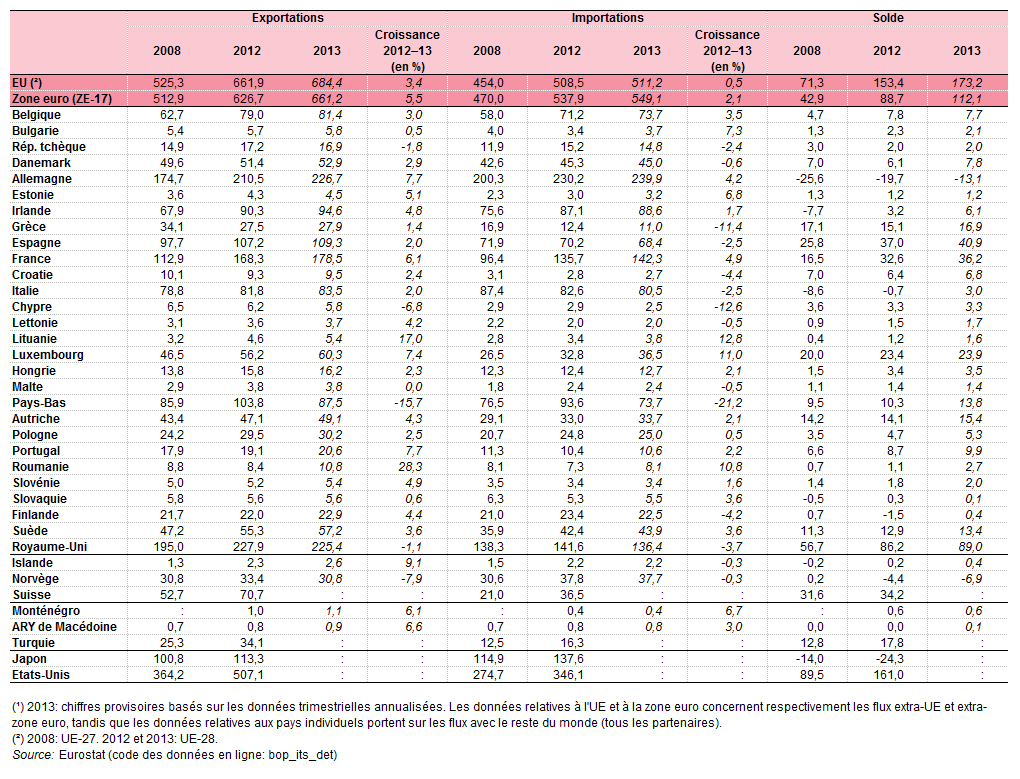 Exportations Importations Solde
2008 2012 2013 Croissance 2012–13 (en %) 2008 2012 2013 Croissance 2012–13 (en %) 2008 2012 2013
EU (²) 525,3 661,9 684,4 3,4 454,0 508,5 511,2 0,5 71,3 153,4 173,2
Zone euro (ZE-17) 512,9 626,7 661,2 5,5 470,0 537,9 549,1 2,1 42,9 88,7 112,1
Belgique 62,7 79,0 81,4 3,0 58,0 71,2 73,7 3,5 4,7 7,8 7,7
Bulgarie 5,4 5,7 5,8 0,5 4,0 3,4 3,7 7,3 1,3 2,3 2,1
Rép. tchèque 14,9 17,2 16,9 -1,8 11,9 15,2 14,8 -2,4 3,0 2,0 2,0
Danemark 49,6 51,4 52,9 2,9 42,6 45,3 45,0 -0,6 7,0 6,1 7,8
Allemagne 174,7 210,5 226,7 7,7 200,3 230,2 239,9 4,2 -25,6 -19,7 -13,1
Estonie 3,6 4,3 4,5 5,1 2,3 3,0 3,2 6,8 1,3 1,2 1,2
Irlande 67,9 90,3 94,6 4,8 75,6 87,1 88,6 1,7 -7,7 3,2 6,1
Grèce 34,1 27,5 27,9 1,4 16,9 12,4 11,0 -11,4 17,1 15,1 16,9
Espagne 97,7 107,2 109,3 2,0 71,9 70,2 68,4 -2,5 25,8 37,0 40,9
France 112,9 168,3 178,5 6,1 96,4 135,7 142,3 4,9 16,5 32,6 36,2
Croatie 10,1 9,3 9,5 2,4 3,1 2,8 2,7 -4,4 7,0 6,4 6,8
Italie 78,8 81,8 83,5 2,0 87,4 82,6 80,5 -2,5 -8,6 -0,7 3,0
Chypre 6,5 6,2 5,8 -6,8 2,9 2,9 2,5 -12,6 3,6 3,3 3,3
Lettonie 3,1 3,6 3,7 4,2 2,2 2,0 2,0 -0,5 0,9 1,5 1,7
Lituanie 3,2 4,6 5,4 17,0 2,8 3,4 3,8 12,8 0,4 1,2 1,6
Luxembourg 46,5 56,2 60,3 7,4 26,5 32,8 36,5 11,0 20,0 23,4 23,9
Hongrie 13,8 15,8 16,2 2,3 12,3 12,4 12,7 2,1 1,5 3,4 3,5
Malte 2,9 3,8 3,8 0,0 1,8 2,4 2,4 -0,5 1,1 1,4 1,4
Pays-Bas 85,9 103,8 87,5 -15,7 76,5 93,6 73,7 -21,2 9,5 10,3 13,8
Autriche 43,4 47,1 49,1 4,3 29,1 33,0 33,7 2,1 14,2 14,1 15,4
Pologne 24,2 29,5 30,2 2,5 20,7 24,8 25,0 0,5 3,5 4,7 5,3
Portugal 17,9 19,1 20,6 7,7 11,3 10,4 10,6 2,2 6,6 8,7 9,9
Roumanie 8,8 8,4 10,8 28,3 8,1 7,3 8,1 10,8 0,7 1,1 2,7
Slovénie 5,0 5,2 5,4 4,9 3,5 3,4 3,4 1,6 1,4 1,8 2,0
Slovaquie 5,8 5,6 5,6 0,6 6,3 5,3 5,5 3,6 -0,5 0,3 0,1
Finlande 21,7 22,0 22,9 4,4 21,0 23,4 22,5 -4,2 0,7 -1,5 0,4
Suède 47,2 55,3 57,2 3,6 35,9 42,4 43,9 3,6 11,3 12,9 13,4
Royaume-Uni 195,0 227,9 225,4 -1,1 138,3 141,6 136,4 -3,7 56,7 86,2 89,0
Islande 1,3 2,3 2,6 9,1 1,5 2,2 2,2 -0,3 -0,2 0,2 0,4
Norvège 30,8 33,4 30,8 -7,9 30,6 37,8 37,7 -0,3 0,2 -4,4 -6,9
Suisse 52,7 70,7 : : 21,0 36,5 : : 31,6 34,2 :
Monténégro : 1,0 1,1 6,1 0,4 0,4 6,7 : 0,6 0,6
ARY de Macédoine 0,7 0,8 0,9 6,6 0,7 0,8 0,8 3,0 0,0 0,0 0,1
Turquie 25,3 34,1 : : 12,5 16,3 : : 12,8 17,8 :
Japon 100,8 113,3 : : 114,9 137,6 : : -14,0 -24,3 :
Etats-Unis 364,2 507,1 : : 274,7 346,1 : : 89,5 161,0 :
(¹) 2013: chiffres provisoires basés sur les données trimestrielles annualisées. Les données relatives à l'UE et à la zone euro concernent respectivement les flux extra-UE et extra-
zone euro, tandis que les données relatives aux pays individuels portent sur les flux avec le reste du monde (tous les partenaires).
(²) 2008: UE-27. 2012 et 2013: UE-28.
Source: Eurostat (code des données en ligne: bop_its_det)